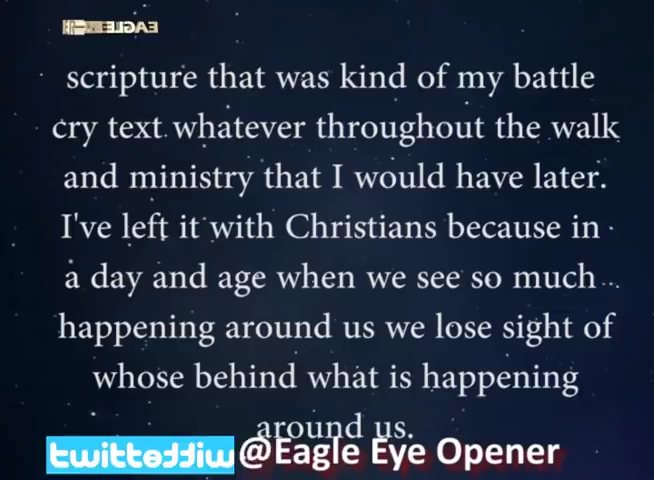 scripture that was kind of my battle
cry text whatever throughout the walk
and ministry that I would have later.
I've left it with Christians because in
a day and age when we see so much
happening around us we lose sight of
whose behind what is happening
around us.
@Eagle Eye Opener